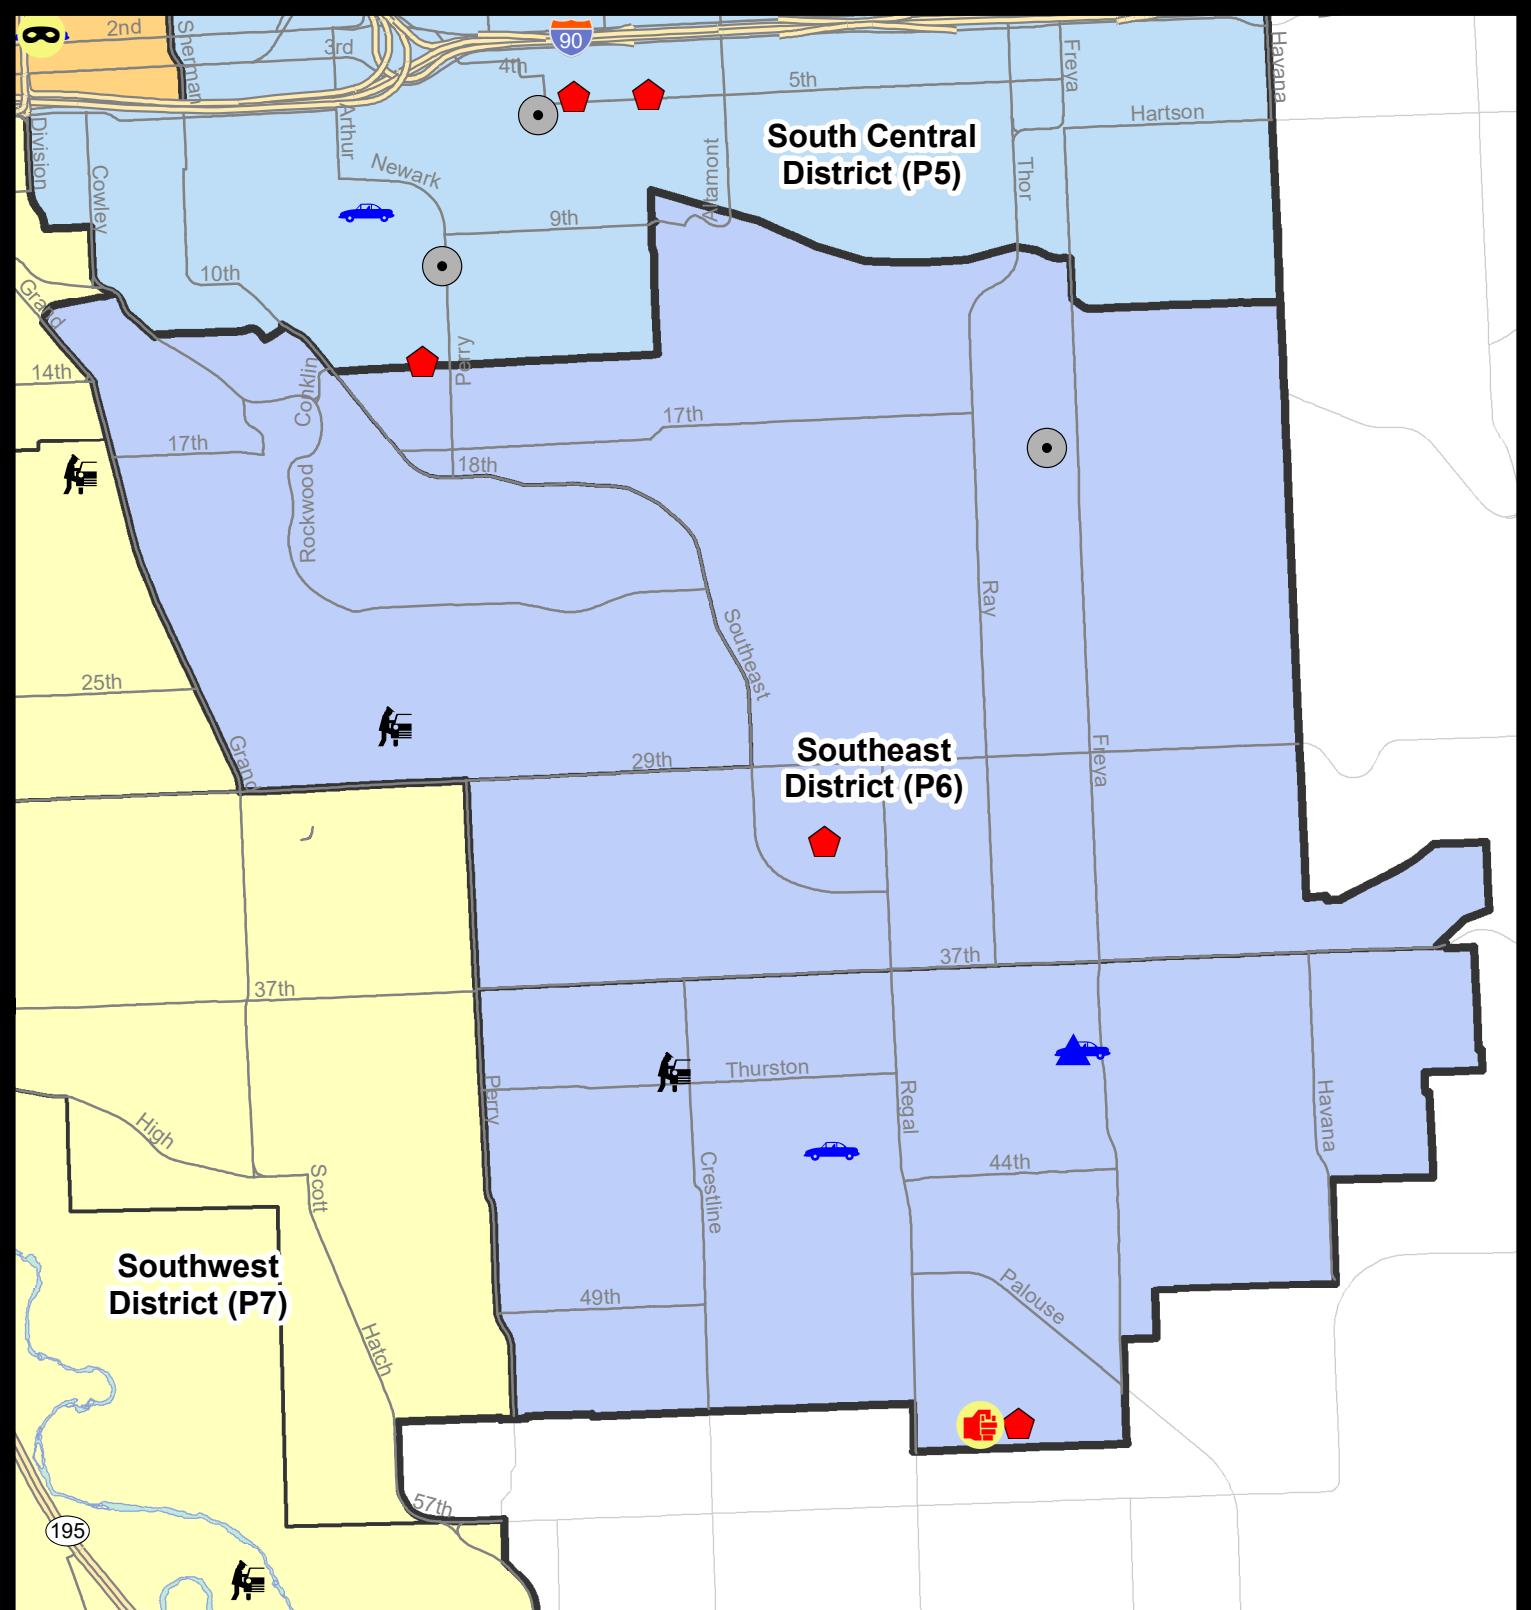 2nd
Sherman
3rd
90
4th
5th
Freya
Havana
Hartson
Division
Arthur
South Central
District (P5)
Cowley
Newark
Altamont
Thor
9th
10th
Grand
14th
Conklin
Perry
17th
17th
18th
Rockwood
Ray
Southeast
25th
Grand
29th
Southeast
District (P6)
Freya
37th
37th
Thurston
Perry
Regal
Havana
High
Scott
Crestline
44th
Southwest
District (P7)
49th
Palouse
Hatch
57th
195